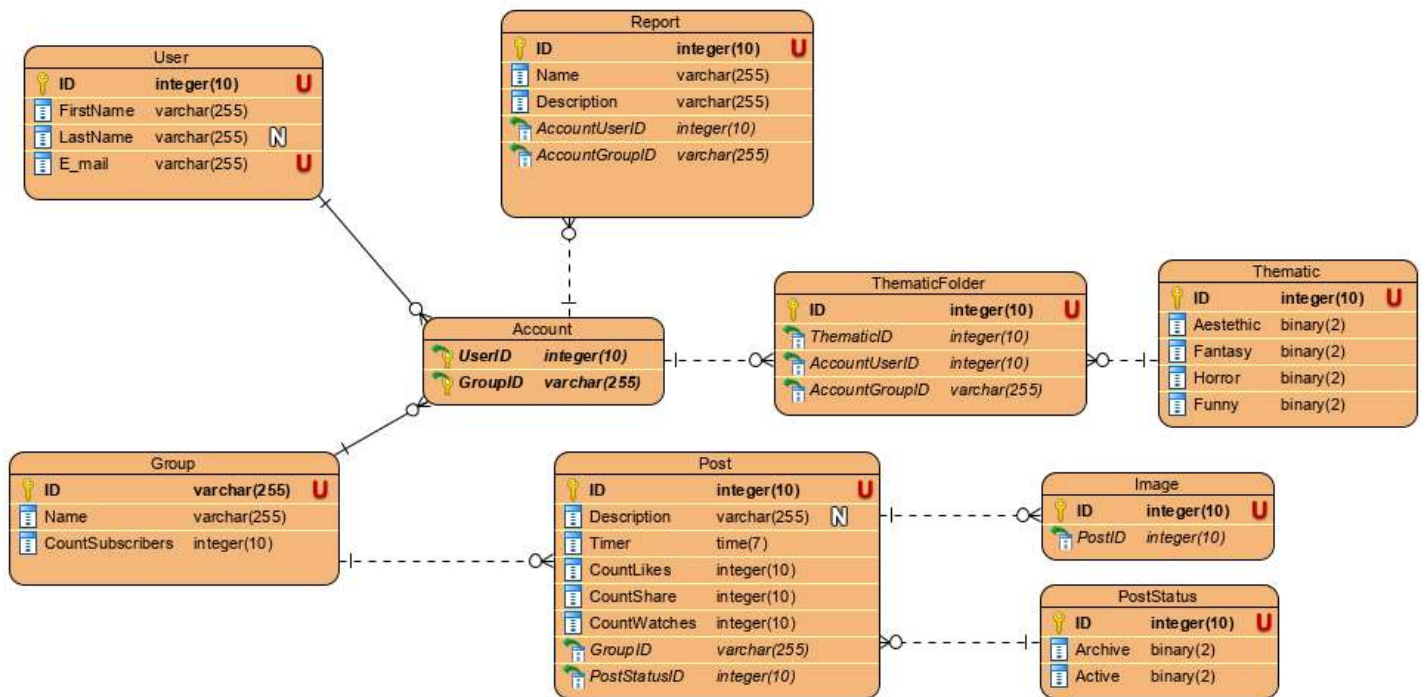 User
ID integer(10) U
FirstName varchar(255)
LastName varchar(255) N
E_mail varchar(255) U
Report
ID integer(10) U
Name varchar(255)
Description varchar(255)
AccountUserID integer(10)
AccountGroupID varchar(255)
Account
UserID integer(10)
GroupID varchar(255)
ThematicFolder
ID integer(10) U
ThematicID integer(10)
AccountUserID integer(10)
AccountGroupID varchar(255)
Thematic
ID integer(10) U
Aestethic binary(2)
Fantasy binary(2)
Horror binary(2)
Funny binary(2)
Group
ID varchar(255) U
Name varchar(255)
CountSubscribers integer(10)
Post
ID integer(10) U
Description varchar(255) N
Timer time(7)
CountLikes integer(10)
CountShare integer(10)
CountWatches integer(10)
GroupID varchar(255)
PostStatusID integer(10)
Image
ID integer(10) U
PostID integer(10)
PostStatus
ID integer(10) U
Archive binary(2)
Active binary(2)